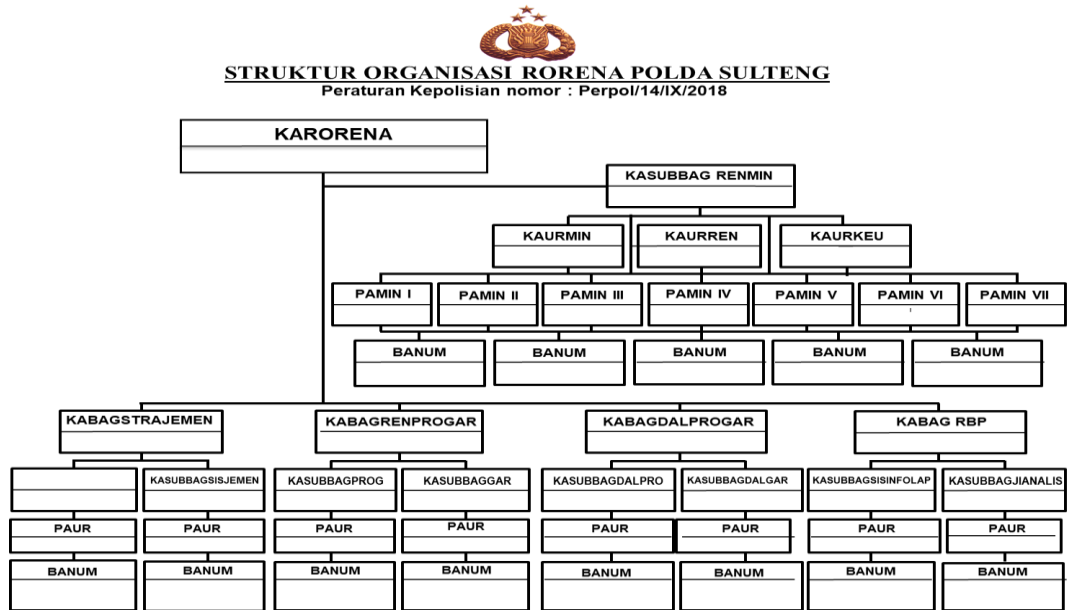 STRUKTUR ORGANISASI RORENA POLDA SULTENG
Peraturan Kepolisian nomor : Perpol/14/IX/2018
KARORENA
KASUBBAG RENMIN
KAURMIN KAURREN KAURKEU
PAMIN I PAMIN II PAMIN III PAMIN IV PAMIN V PAMIN VI PAMIN VII
BANUM BANUM BANUM BANUM BANUM
KABAGSTRAJEMEN KABAGRENPROGAR KABAGDALPROGAR KABAG RBP
KASUBBAGSISJEMEN KASUBBAGPROG KASUBBAGGAR KASUBBAGDALPRO KASUBBAGDALGAR KASUBBAGSISINFOLAP KASUBBAGJIANALIS
PAUR PAUR PAUR PAUR PAUR PAUR PAUR PAUR
BANUM BANUM BANUM BANUM BANUM BANUM BANUM BANUM